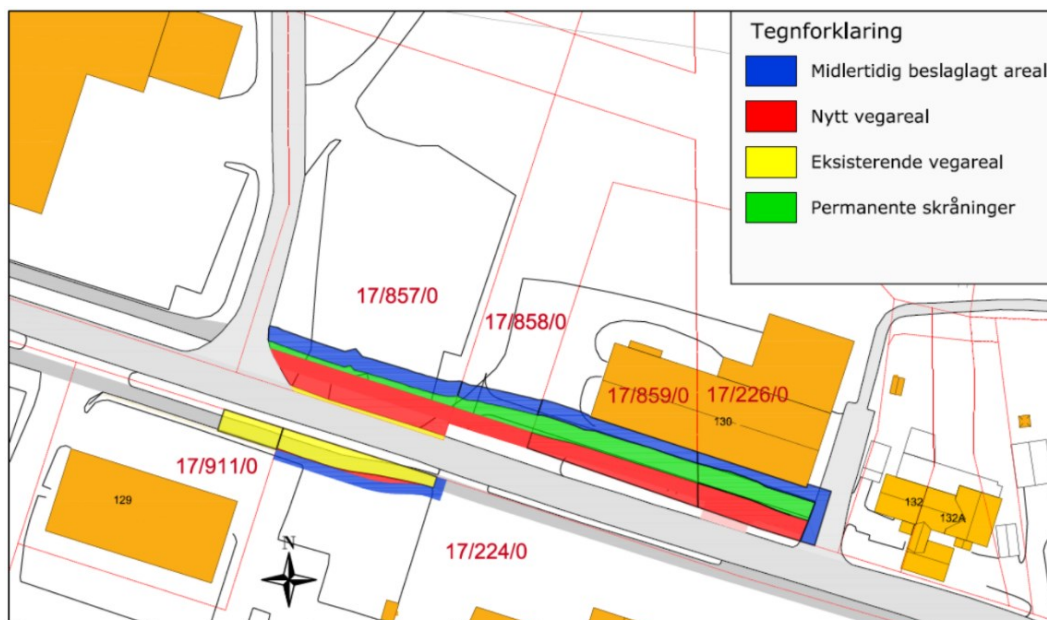 Tegnforklaring
Midlertidig beslaglagt areal
Nytt vegareal
Eksisterende vegareal
Permanente skråninger
17/857/0
17/858/0
17/859/0
17/226/0
130
17/911/0
129
132
132A
17/224/0
N